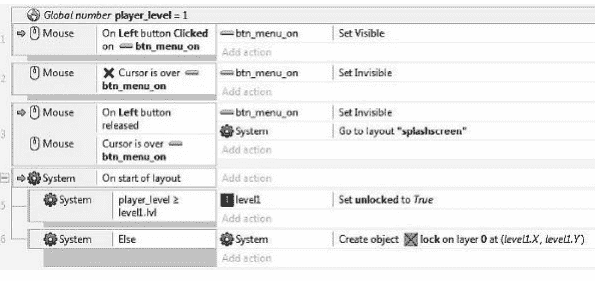 Global number player_level = 1
1 Mouse On Left button Clicked on btn_menu_on btn_menu_on Set Visible
Add action
2 Mouse X Cursor is over btn_menu_on btn_menu_on Set Invisible
Add action
3 Mouse On Left button released btn_menu_on Set Invisible
System Go to layout "splashscreen"
Mouse Cursor is over btn_menu_on Add action
System On start of layout Add action
5 System player_level ≥ level1.lvl level1 Set unlocked to True
Add action
6 System Else System Create object lock on layer 0 at (level1.X, level1.Y)
Add action